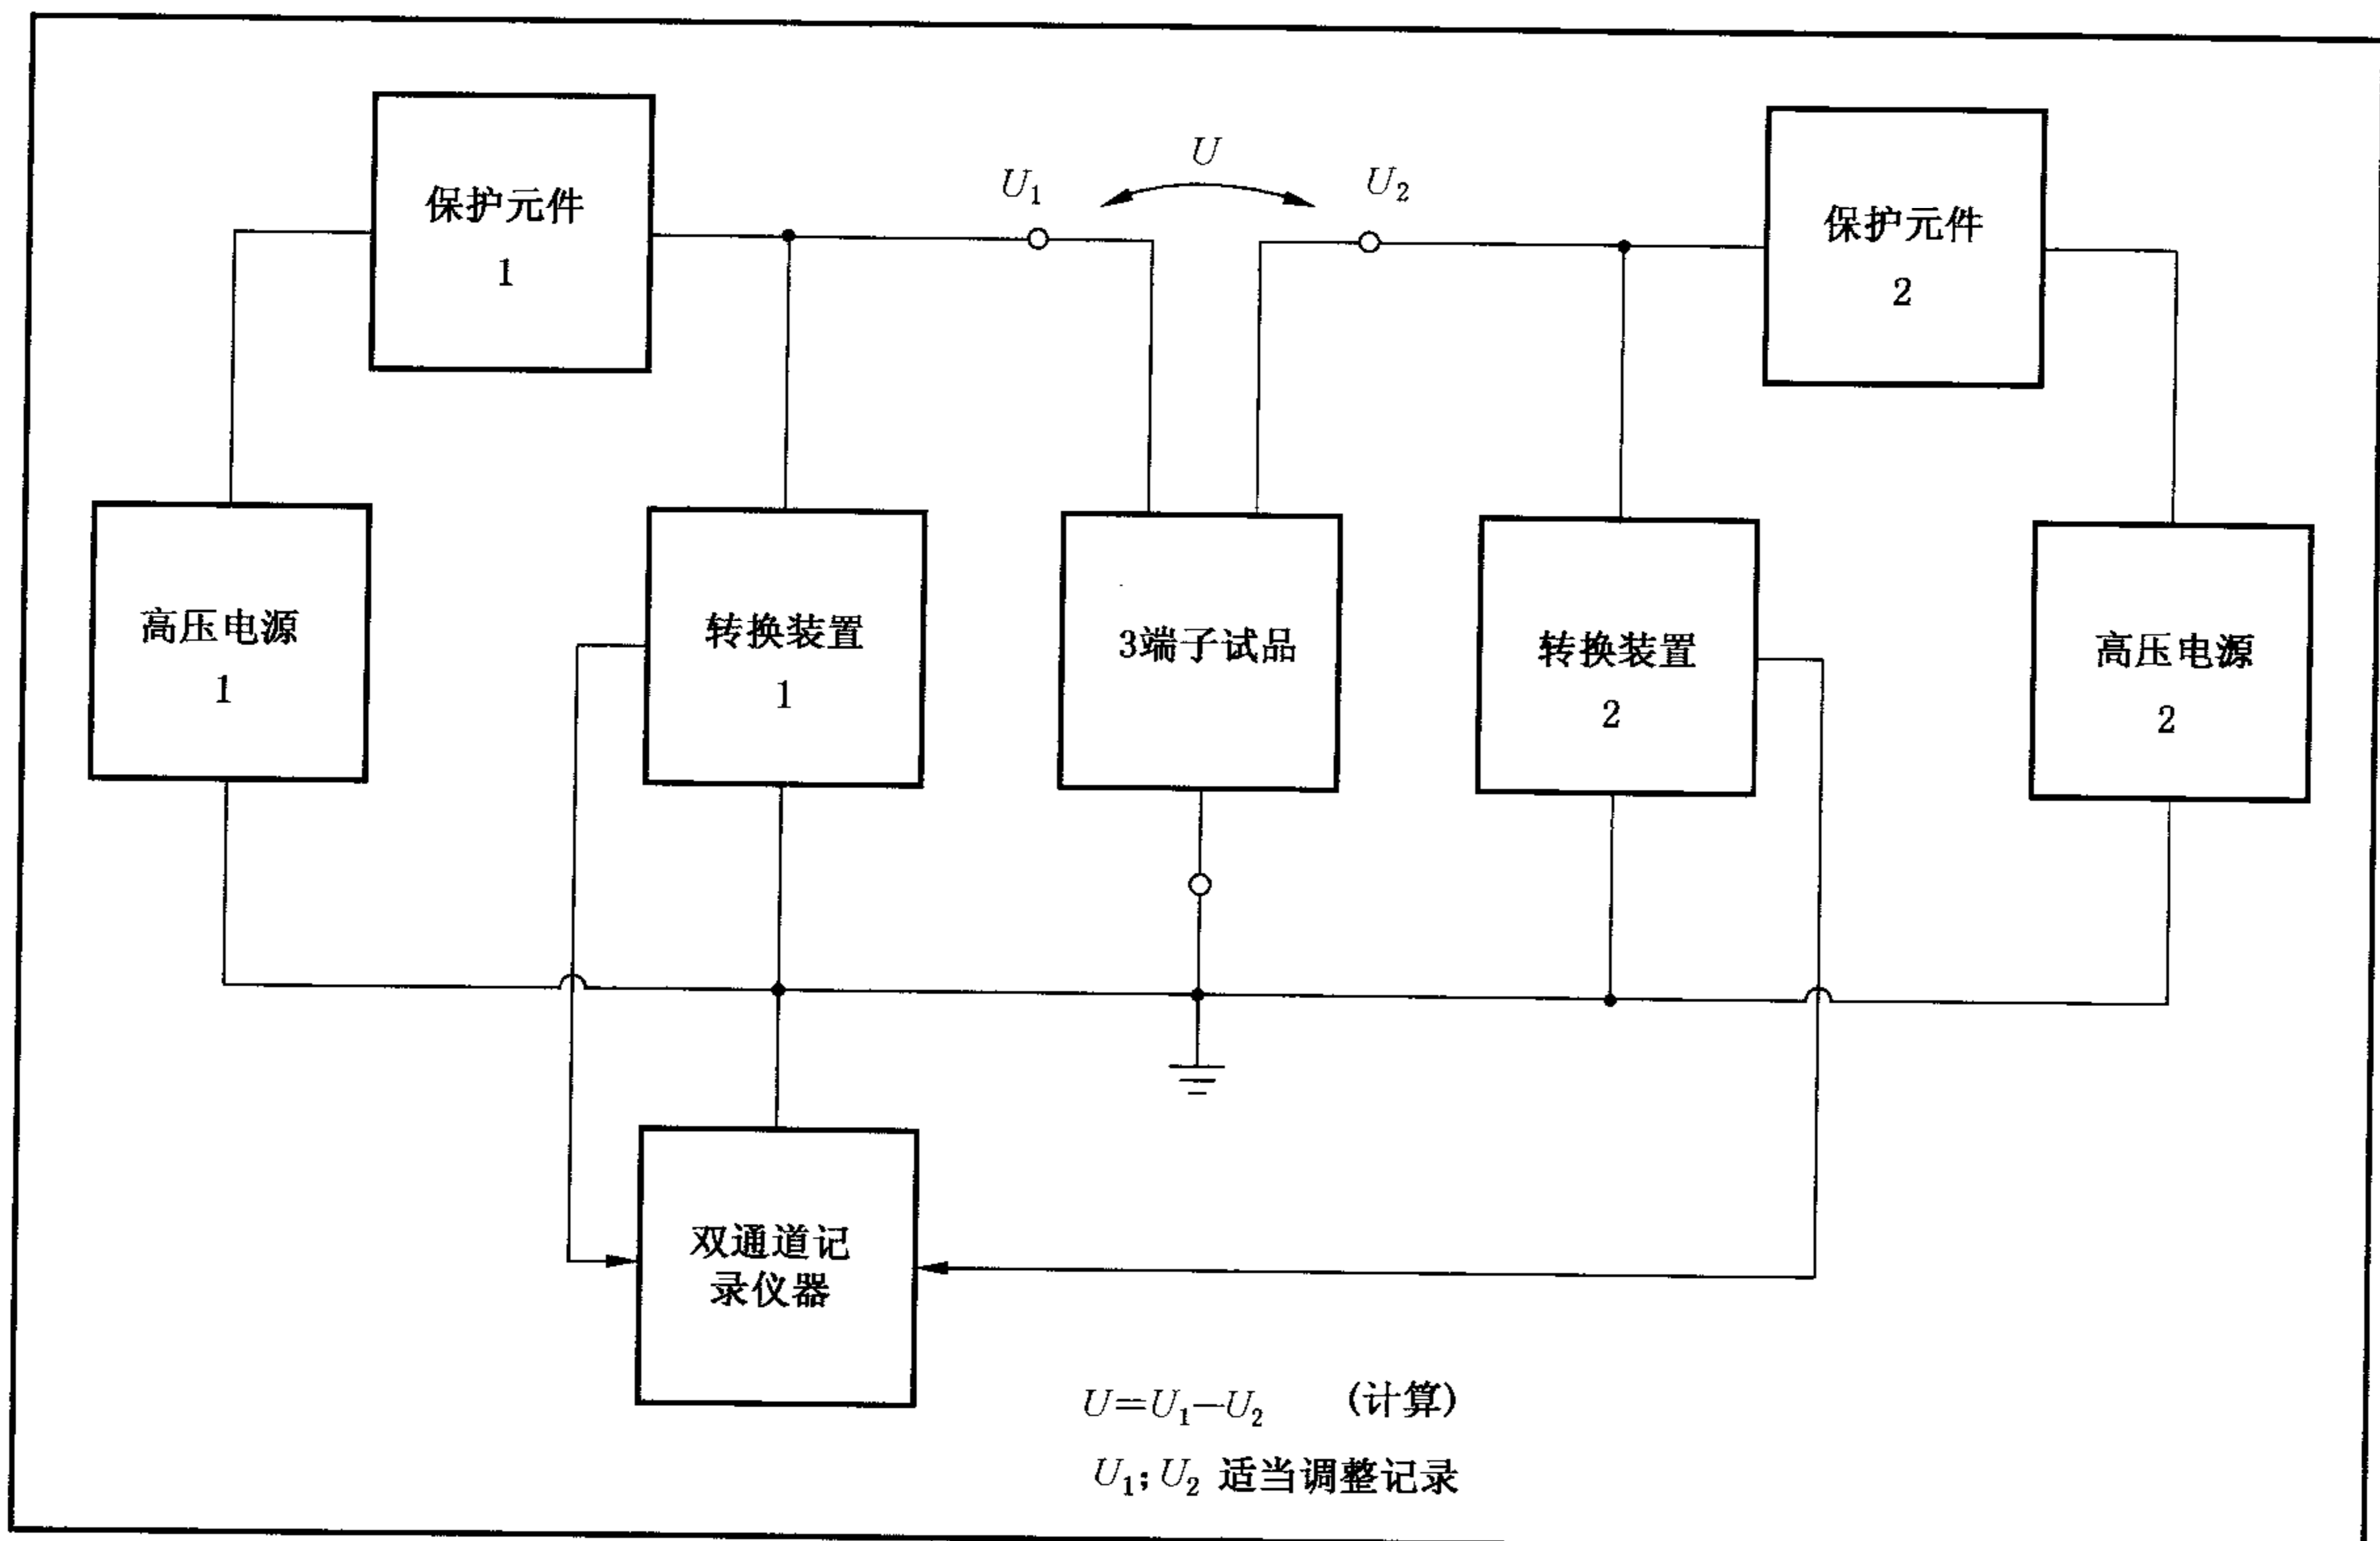 保护元件
1
U₁
U
U₂
保护元件
2
高压电源
1
转换装置
1
3端子试品
转换装置
2
高压电源
2
双通道记
录仪器
U=U₁−U₂ (计算)
U₁; U₂ 适当调整记录